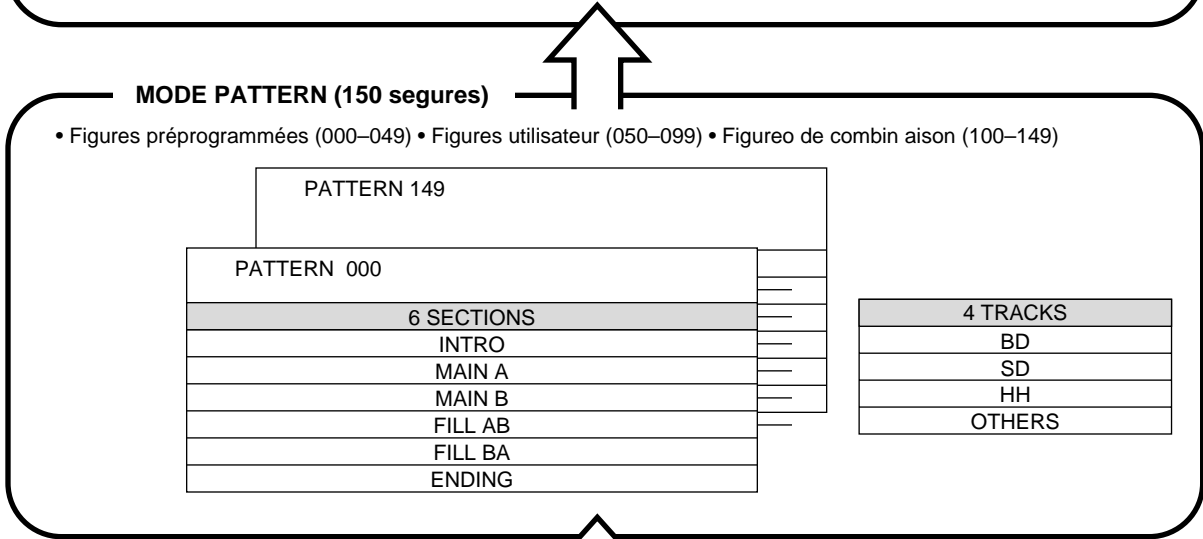 MODE PATTERN (150 segures)
• Figures préprogrammées (000–049) • Figures utilisateur (050–099) • Figureo de combin aison (100–149)
PATTERN 149
PATTERN 000
6 SECTIONS
INTRO
MAIN A
MAIN B
FILL AB
FILL BA
ENDING
4 TRACKS
BD
SD
HH
OTHERS